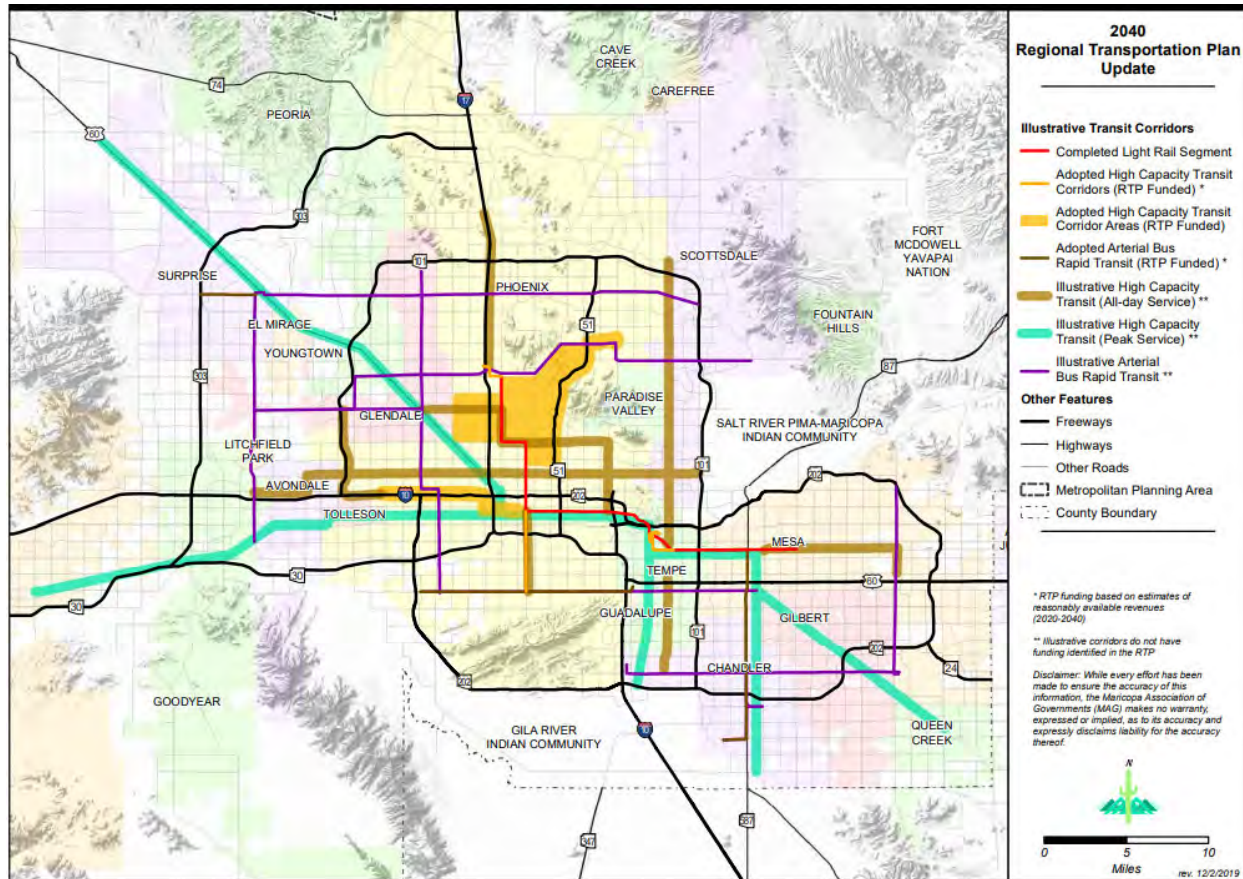 CAVE
CREEK
CAREFREE
74
17
PEORIA
60
303
FORT
MCDOWELL
YAVAPAI
NATION
SCOTTSDALE
101
SURPRISE
PHOENIX
FOUNTAIN
HILLS
EL MIRAGE
51
YOUNGTOWN
87
303
PARADISE
VALLEY
GLENDALE
SALT RIVER PIMA-MARICOPA
INDIAN COMMUNITY
LITCHFIELD
PARK
51
101
202
AVONDALE
10
202
TOLLESON
MESA
30
TEMPE
60
30
GUADALUPE
GILBERT
101
202
CHANDLER
24
202
GOODYEAR
QUEEN
CREEK
GILA RIVER
INDIAN COMMUNITY
10
587
347
2040
Regional Transportation Plan
Update
Illustrative Transit Corridors
Completed Light Rail Segment
Adopted High Capacity Transit
Corridors (RTP Funded) *
Adopted High Capacity Transit
Corridor Areas (RTP Funded)
Adopted Arterial Bus
Rapid Transit (RTP Funded) *
Illustrative High Capacity
Transit (All-day Service) **
Illustrative High Capacity
Transit (Peak Service) **
Illustrative Arterial
Bus Rapid Transit **
Other Features
Freeways
Highways
Other Roads
Metropolitan Planning Area
County Boundary
* RTP funding based on estimates of
reasonably available revenues
(2020-2040)
** Illustrative corridors do not have
funding identified in the RTP
Disclaimer: While every effort has been
made to ensure the accuracy of this
information, the Maricopa Association of
Governments (MAG) makes no warranty,
expressed or implied, as to its accuracy and
expressly disclaims liability for the accuracy
thereof.
N
0 5 10
Miles
rev. 12/2/2019